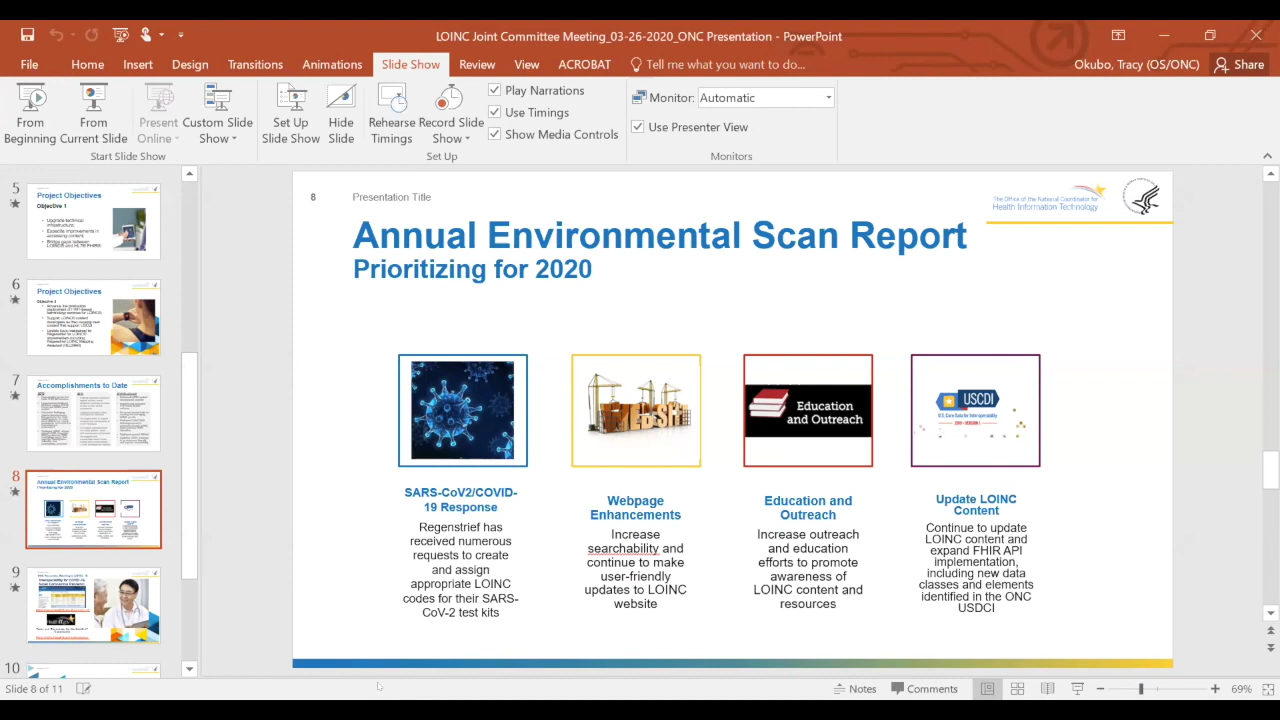 LOINC Joint Committee Meeting_03-26-2020_ONC Presentation - PowerPoint
File Home Insert Design Transitions Animations Slide Show Review View ACROBAT Tell me what you want to do... Okubo, Tracy (OS/ONC) Share
From Beginning
From Current Slide
Present Online
Custom Slide Show
Start Slide Show
Set Up Slide Show
Hide Slide
Rehearse Timings
Record Slide Show
Play Narrations
Use Timings
Show Media Controls
Set Up
Monitor: Automatic
Use Presenter View
Monitors
5
Project Objectives
Objective 1
6
Project Objectives
7
Accomplishments to Date
8
Annual Environmental Scan Report
Prioritizing for 2020
9
10
8 Presentation Title
The Office of the National Coordinator for
Health Information Technology
Annual Environmental Scan Report
Prioritizing for 2020
SARS-CoV2/COVID-
19 Response
Regenstrief has
received numerous
requests to create
and assign
appropriate LOINC
codes for their SARS-
CoV-2 test kits
Webpage
Enhancements
Increase
searchability and
continue to make
user-friendly
updates to LOINC
website
Education
and Outreach
Education and
Outreach
Increase outreach
and education
efforts to promote
awareness of
LOINC content and
resources
USCDI
Update LOINC
Content
Continue to update
LOINC content and
expand FHIR API
implementation,
including new data
classes and elements
identified in the ONC
USDCI
Slide 8 of 11
Notes Comments 69%